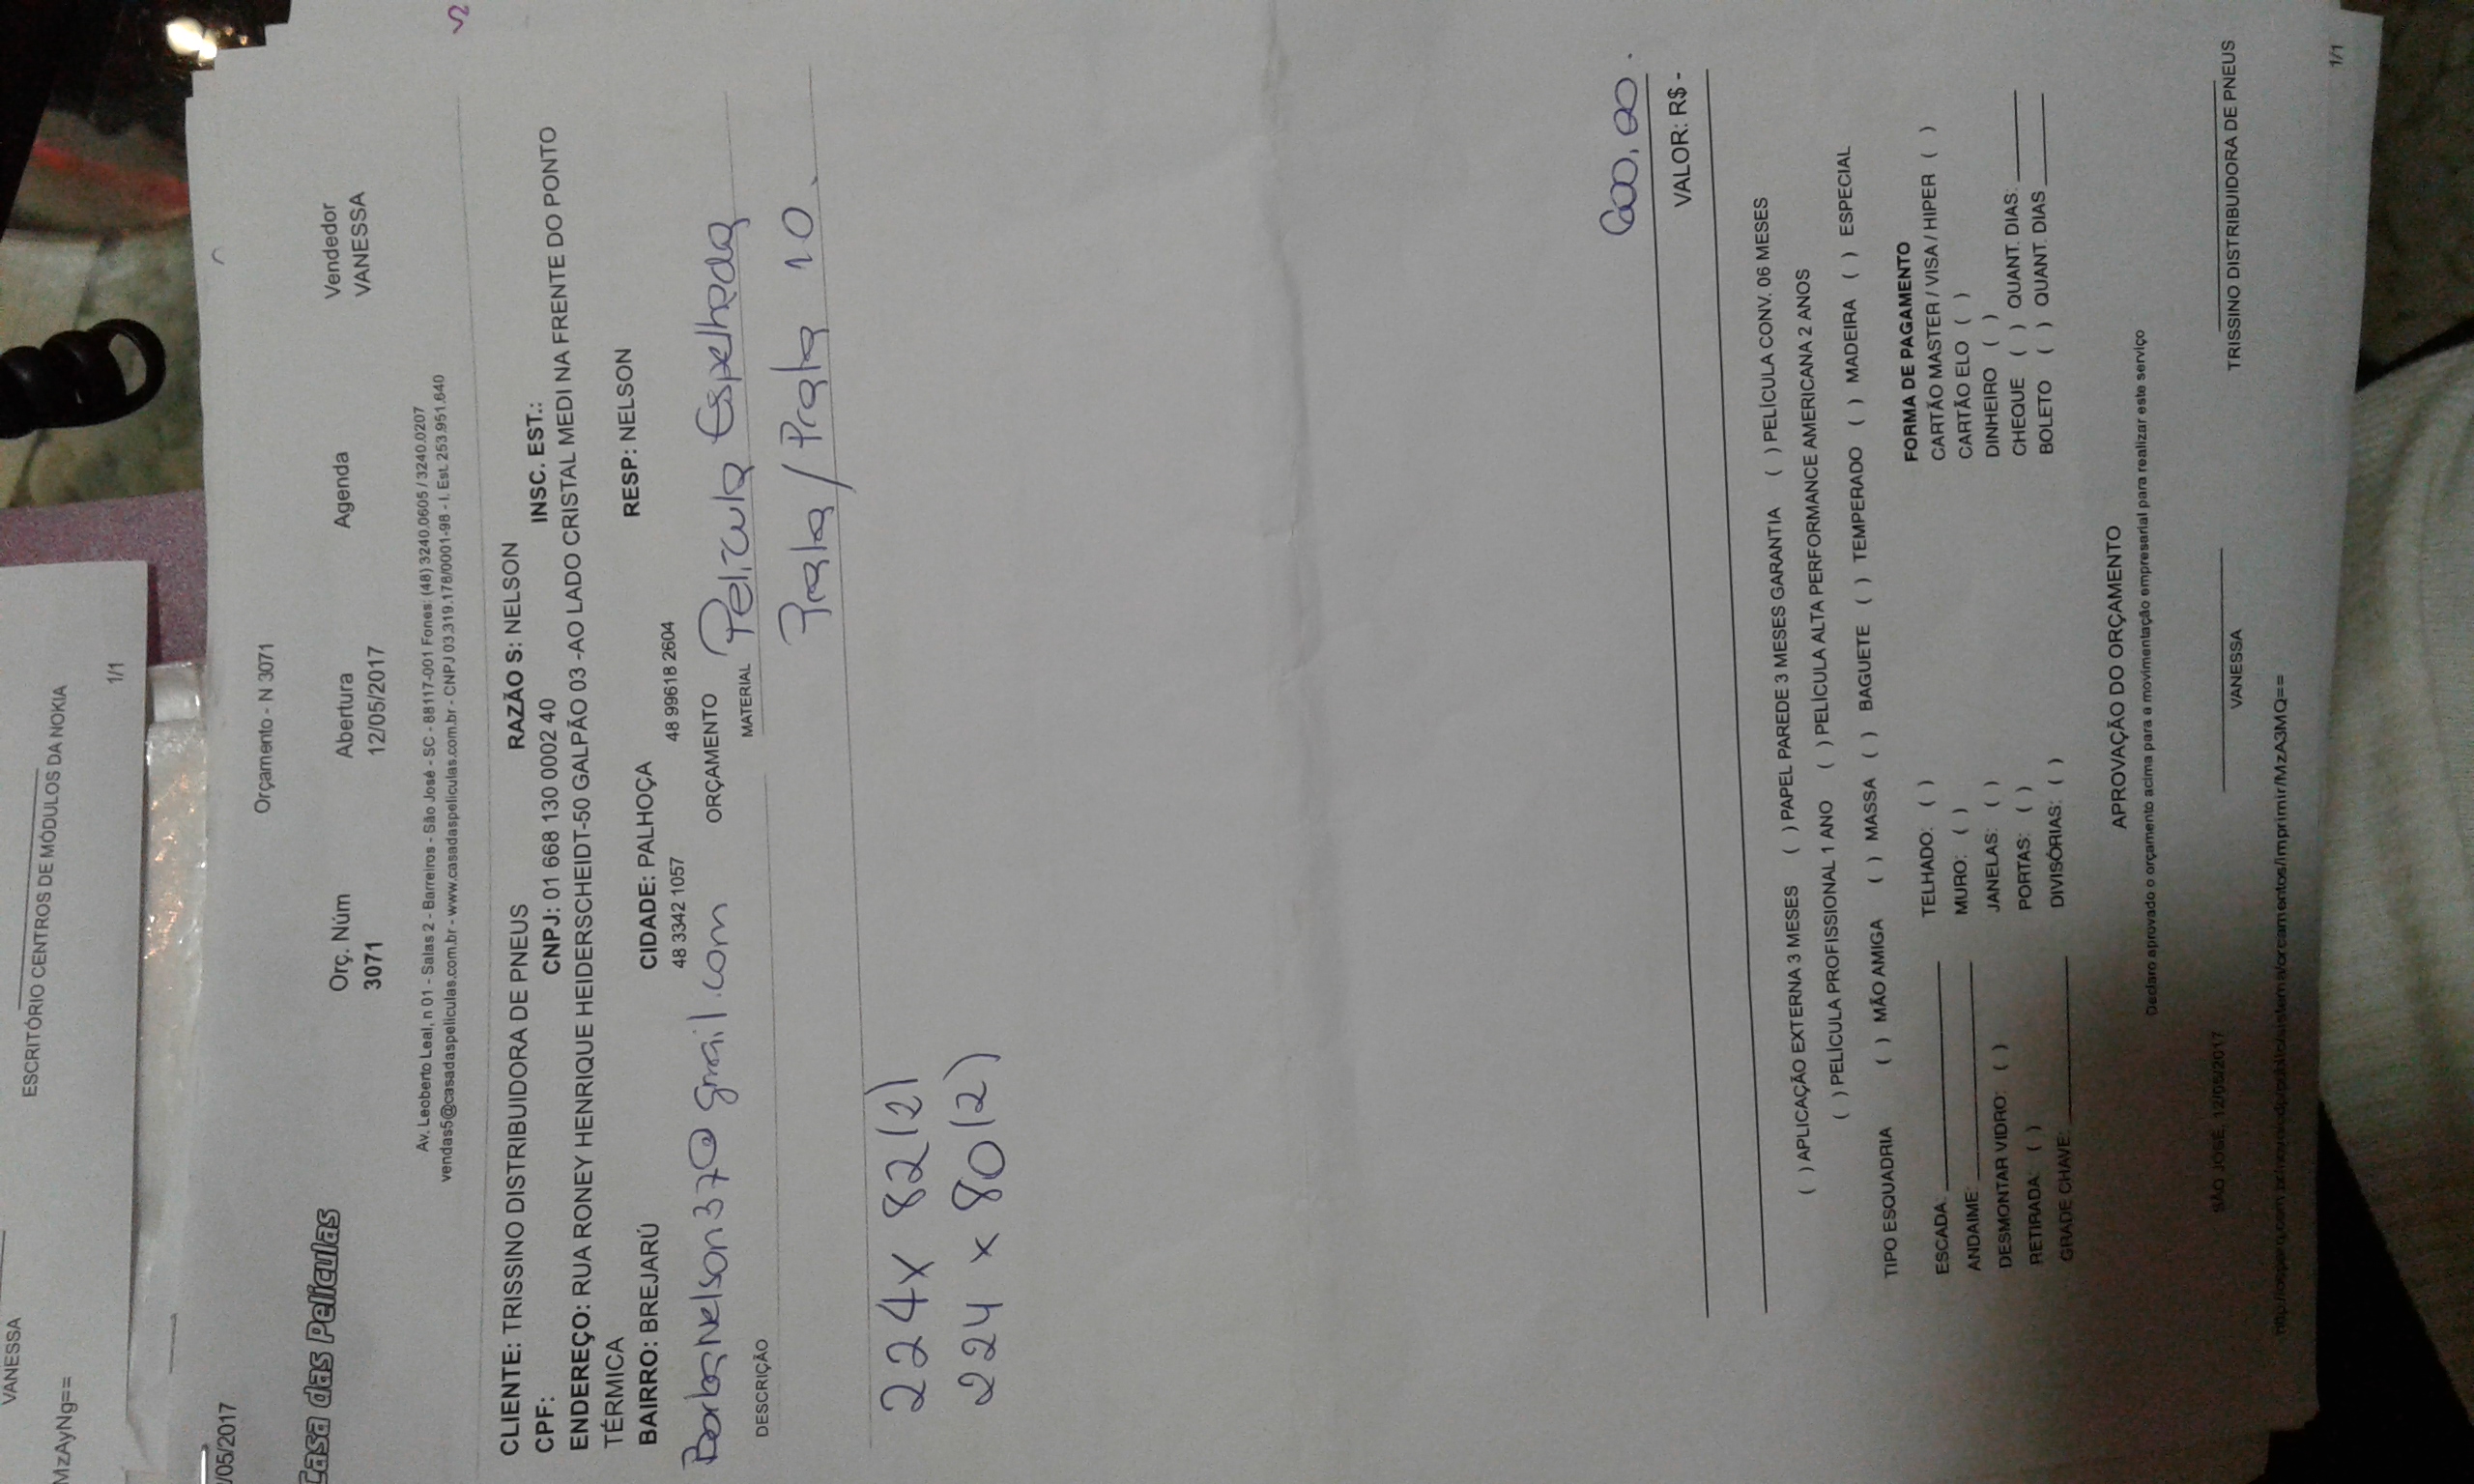 VANESSA
ESCRITÓRIO CENTROS DE MÓDULOS DA NOKIA
MzAyNg==
1/1
/05/2017
Orçamento - N 3071
Casa das Películas
Orç. Núm
3071
Abertura
12/05/2017
Agenda
Vendedor
VANESSA
Av. Leoberto Leal, n 01 - Salas 2 - Barreiros - São José - SC - 88117-001 Fones: (48) 3240.0605 / 3240.0207
vendas5@casadaspeliculas.com.br - www.casadaspeliculas.com.br - CNPJ 03.319.178/0001-98 - I. Est. 253.951.640
CLIENTE: TRISSINO DISTRIBUIDORA DE PNEUS RAZÃO S: NELSON
CPF: CNPJ: 01 668 130 0002 40 INSC. EST.:
ENDEREÇO: RUA RONEY HENRIQUE HEIDERSCHEIDT-50 GALPÃO 03 -AO LADO CRISTAL MEDI NA FRENTE DO PONTO
TÉRMICA
BAIRRO: BREJARÚ CIDADE: PALHOÇA RESP: NELSON
48 3342 1057 48 99618 2604
Borbanelson370@gmail.com ORÇAMENTO
DESCRIÇÃO MATERIAL Pelicula Espelhada
Prata / Prata 10.
224 x 82 (2)
224 x 80 (2)
600,00.
VALOR: R$ -
( ) APLICAÇÃO EXTERNA 3 MESES ( ) PAPEL PAREDE 3 MESES GARANTIA ( ) PELÍCULA CONV. 06 MESES
( ) PELÍCULA PROFISSIONAL 1 ANO ( ) PELÍCULA ALTA PERFORMANCE AMERICANA 2 ANOS
TIPO ESQUADRIA ( ) MÃO AMIGA ( ) MASSA ( ) BAGUETE ( ) TEMPERADO ( ) MADEIRA ( ) ESPECIAL
ESCADA: TELHADO: ( )
ANDAIME: MURO: ( )
DESMONTAR VIDRO: ( ) JANELAS: ( )
RETIRADA: ( ) PORTAS: ( )
GRADE CHAVE: DIVISÓRIAS: ( )
FORMA DE PAGAMENTO
CARTÃO MASTER / VISA / HIPER ( )
CARTÃO ELO ( )
DINHEIRO ( )
CHEQUE ( ) QUANT. DIAS:
BOLETO ( ) QUANT. DIAS
APROVAÇÃO DO ORÇAMENTO
Declaro aprovado o orçamento acima para a movimentação empresarial para realizar este serviço
SÃO JOSÉ, 12/05/2017
VANESSA
TRISSINO DISTRIBUIDORA DE PNEUS
orcamentos/imprimir/MzA3MQ==
1/1